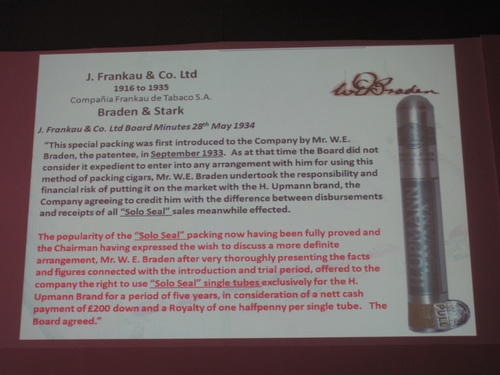 J. Frankau & Co. Ltd
1916 to 1935
Compañia Frankau de Tabaco S.A.
Braden & Stark
W.E. Braden
J. Frankau & Co. Ltd Board Minutes 28th May 1934
"This special packing was first introduced to the Company by Mr. W.E.
Braden, the patentee, in September 1933.   As at that time the Board did not
consider it expedient to enter into any arrangement with him for using this
method of packing cigars, Mr. W.E. Braden undertook the responsibility and
financial risk of putting it on the market with the H. Upmann brand, the
Company agreeing to credit him with the difference between disbursements
and receipts of all "Solo Seal" sales meanwhile effected.
The popularity of the "Solo Seal" packing now having been fully proved and
the Chairman having expressed the wish to discuss a more definite
arrangement, Mr. W. E. Braden after very thoroughly presenting the facts
and figures connected with the introduction and trial period, offered to the
company the right to use "Solo Seal" single tubes exclusively for the H.
Upmann Brand for a period of five years, in consideration of a nett cash
payment of £200 down and a Royalty of one halfpenny per single tube.   The
Board agreed."
H.UPMANN
PULL